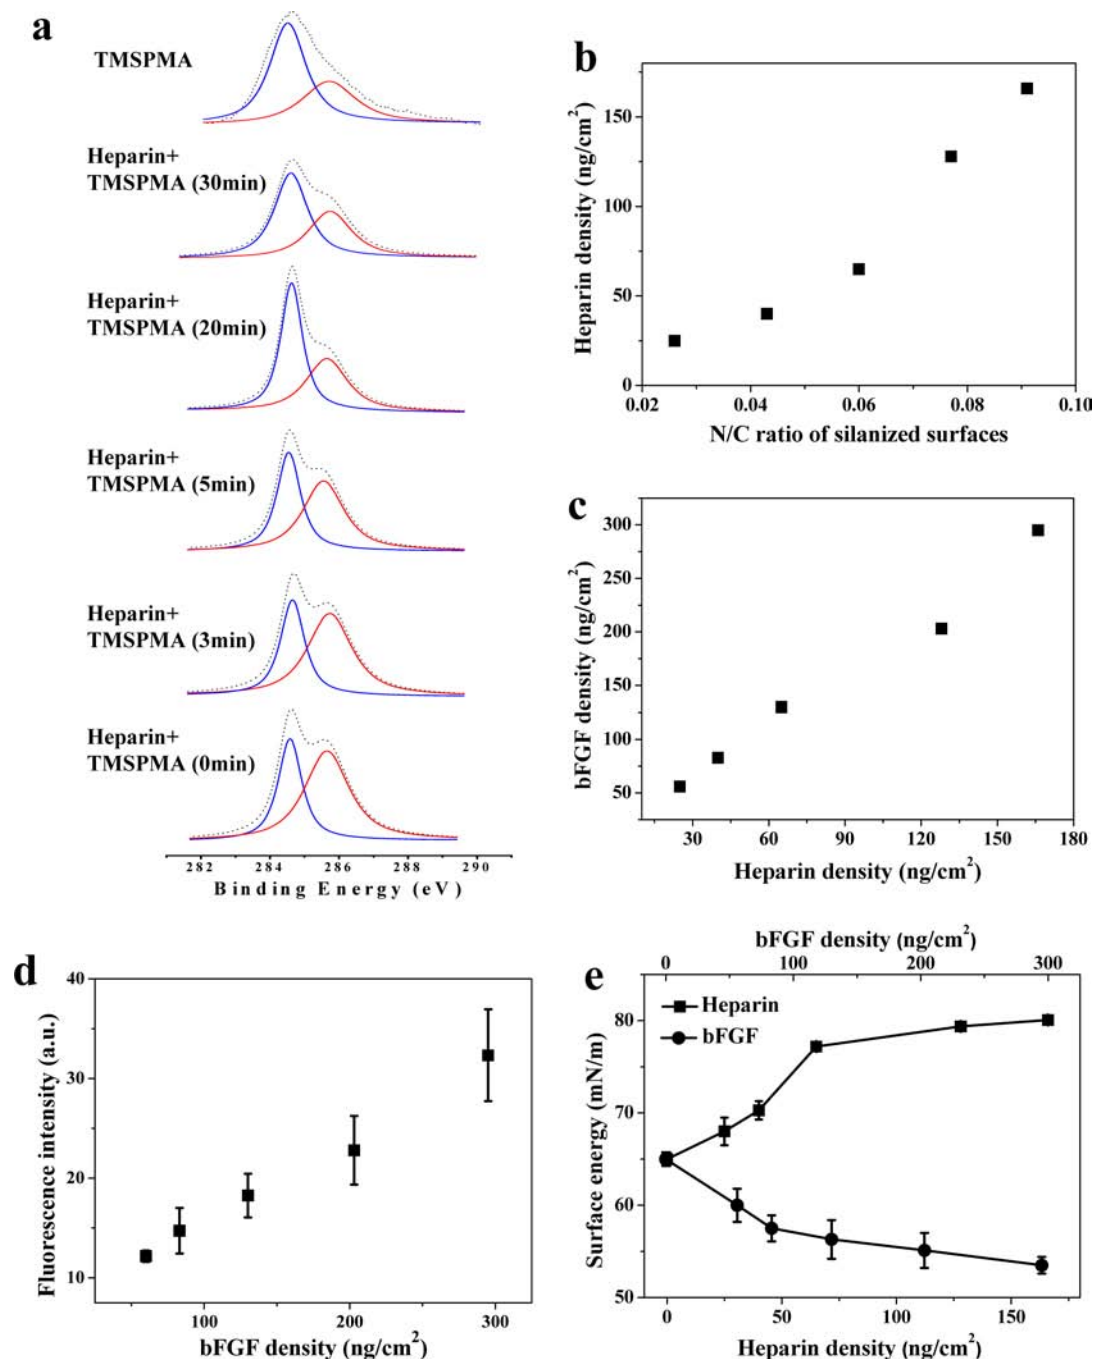 a
TMSPMA
Heparin+
TMSPMA (30min)
Heparin+
TMSPMA (20min)
Heparin+
TMSPMA (5min)
Heparin+
TMSPMA (3min)
Heparin+
TMSPMA (0min)
282 284 286 288 290
Binding Energy (eV)
b
Heparin density (ng/cm²)
150
100
50
0
0.02 0.04 0.06 0.08 0.10
N/C ratio of silanized surfaces
c
bFGF density (ng/cm²)
300
250
200
150
100
50
30 60 90 120 150 180
Heparin density (ng/cm²)
d
Fluorescence intensity (a.u.)
40
30
20
10
100 200 300
bFGF density (ng/cm²)
e
bFGF density (ng/cm²)
0 100 200 300
Heparin
bFGF
Surface energy (mN/m)
80
70
60
50
0 50 100 150
Heparin density (ng/cm²)